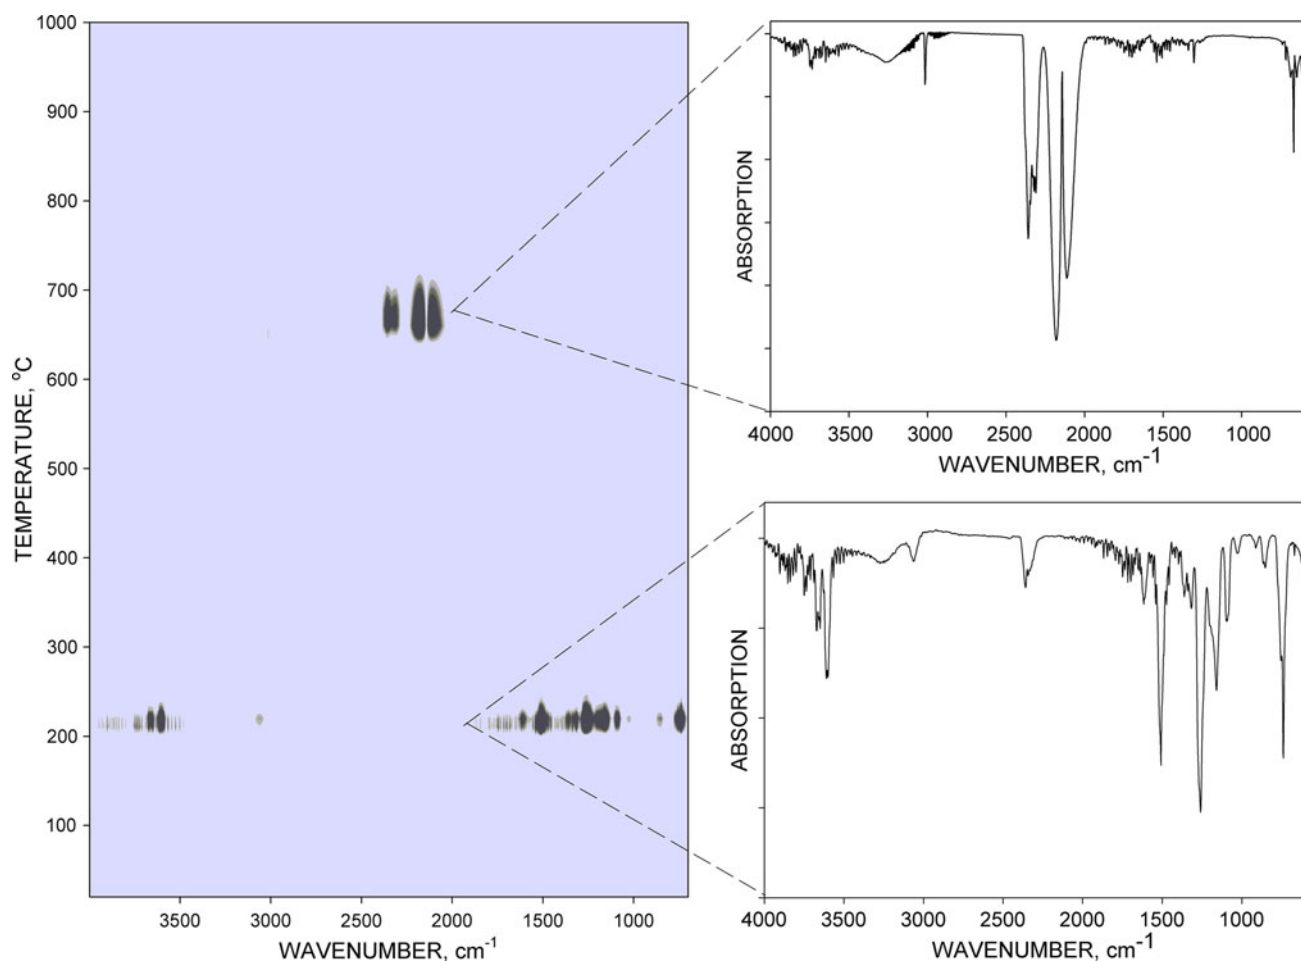 1000
900
800
700
600
500
400
300
200
100
TEMPERATURE, ºC
3500 3000 2500 2000 1500 1000
WAVENUMBER, cm-1
ABSORPTION
4000 3500 3000 2500 2000 1500 1000
WAVENUMBER, cm-1
ABSORPTION
4000 3500 3000 2500 2000 1500 1000
WAVENUMBER, cm-1